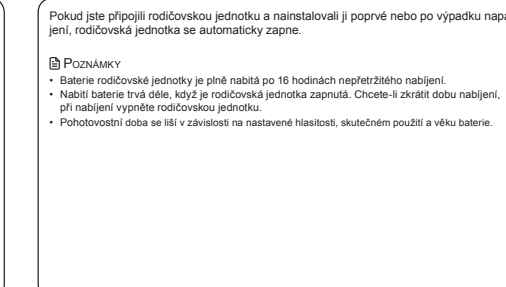 Pokud jste připojili rodičovskou jednotku a nainstalovali ji poprvé nebo po výpadku napá
jení, rodičovská jednotka se automaticky zapne.
POZNÁMKY
• Baterie rodičovské jednotky je plně nabitá po 16 hodinách nepřetržitého nabíjení.
• Nabití baterie trvá déle, když je rodičovská jednotka zapnutá. Chcete-li zkrátit dobu nabíjení,
při nabíjení vypněte rodičovskou jednotku.
• Pohotovostní doba se liší v závislosti na nastavené hlasitosti, skutečném použití a věku baterie.